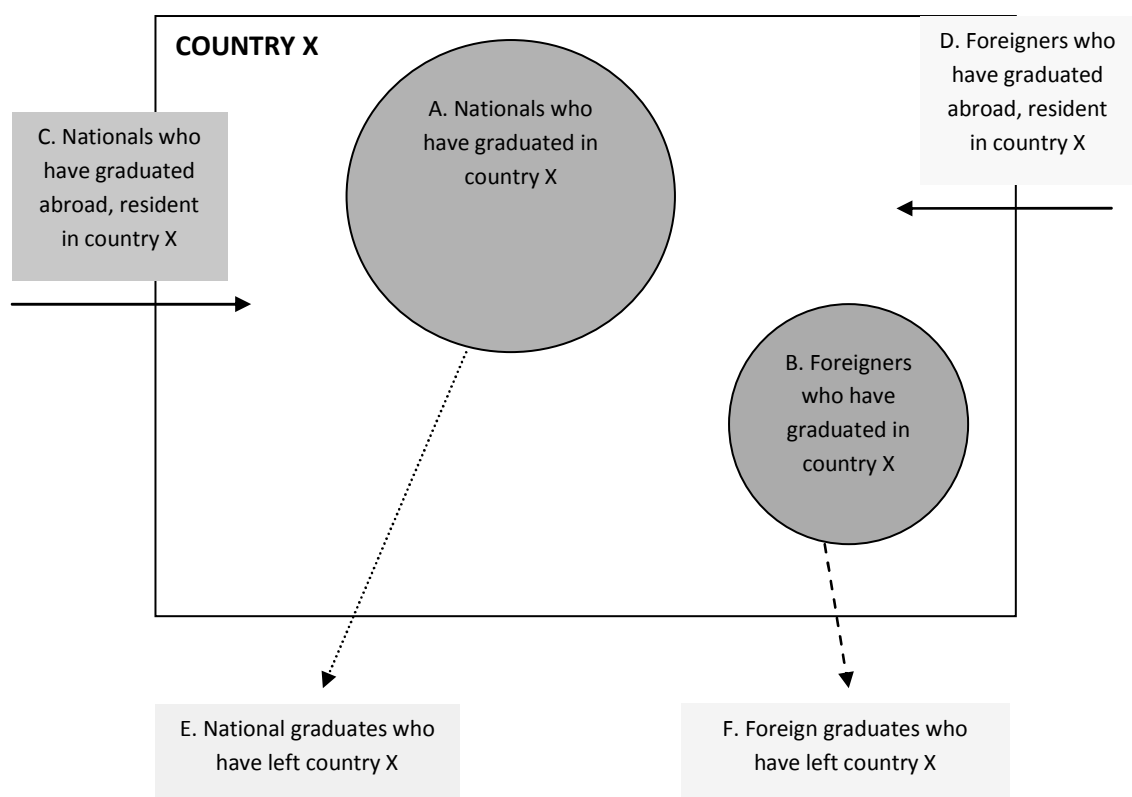 COUNTRY X
A. Nationals who
have graduated in
country X
D. Foreigners who
have graduated
abroad, resident
in country X
C. Nationals who
have graduated
abroad, resident
in country X
B. Foreigners
who have
graduated in
country X
E. National graduates who
have left country X
F. Foreign graduates who
have left country X